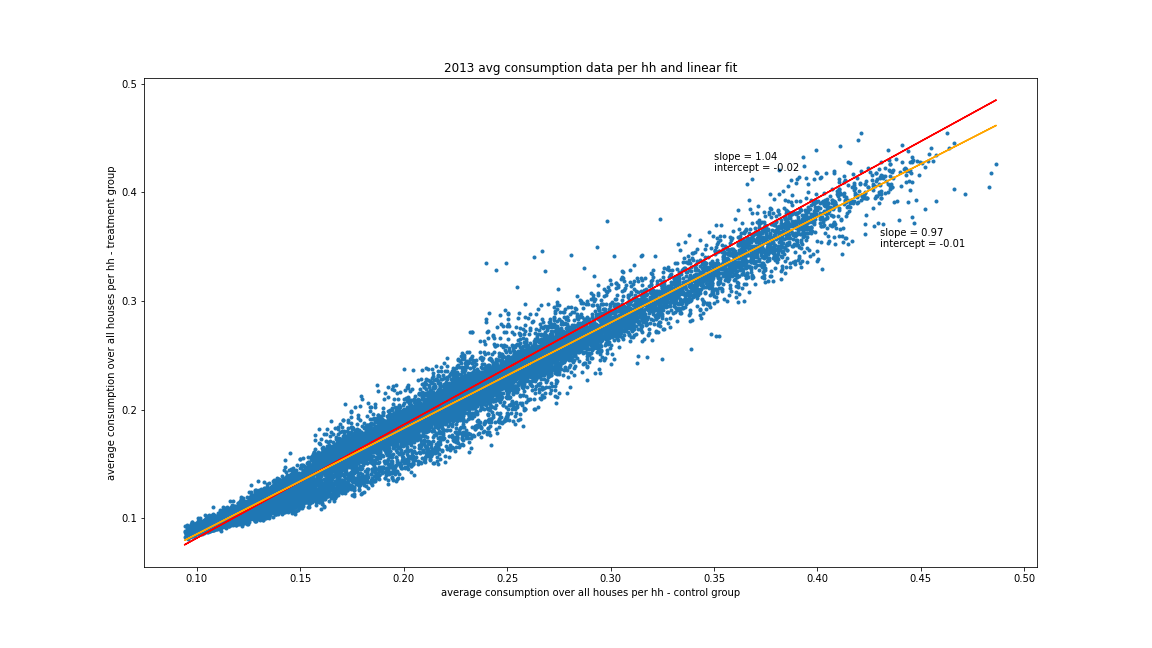 2013 avg consumption data per hh and linear fit
average consumption over all houses per hh - treatment group
0.5
0.4
0.3
0.2
0.1
slope = 1.04
intercept = -0.02
slope = 0.97
intercept = -0.01
0.10 0.15 0.20 0.25 0.30 0.35 0.40 0.45 0.50
average consumption over all houses per hh - control group